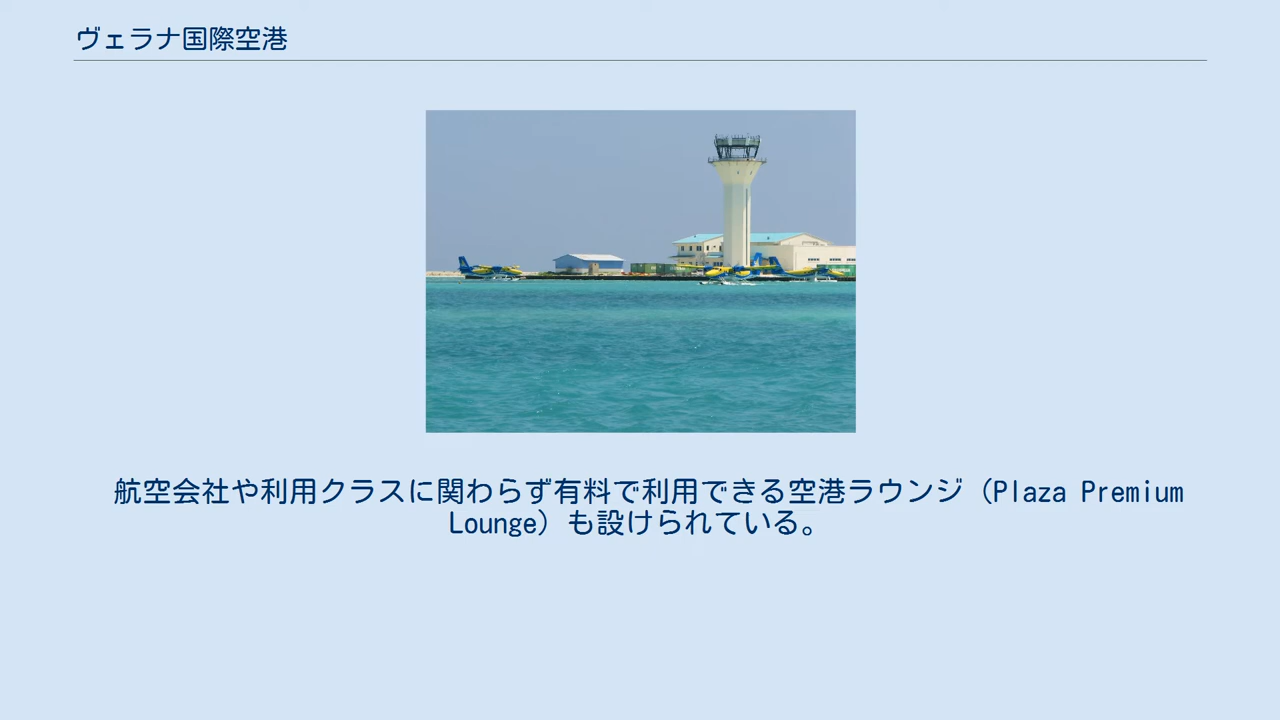 ヴェラナ国際空港
航空会社や利用クラスに関わらず有料で利用できる空港ラウンジ（Plaza Premium
Lounge）も設けられている。